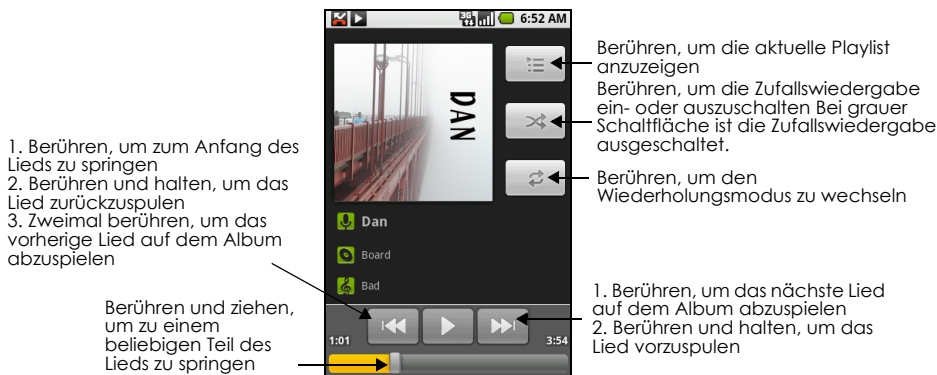 3G
6:52 AM
DAN
Berühren, um die aktuelle Playlist
anzuzeigen
Berühren, um die Zufallswiedergabe
ein- oder auszuschalten Bei grauer
Schaltfläche ist die Zufallswiedergabe
ausgeschaltet.
Berühren, um den
Wiederholungsmodus zu wechseln
1. Berühren, um zum Anfang des
Lieds zu springen
2. Berühren und halten, um das
Lied zurückzuspulen
3. Zweimal berühren, um das
vorherige Lied auf dem Album
abzuspielen
Dan
Board
Bad
Berühren und ziehen,
um zu einem
beliebigen Teil des
Lieds zu springen
1:01
3:54
1. Berühren, um das nächste Lied
auf dem Album abzuspielen
2. Berühren und halten, um das
Lied vorzuspulen